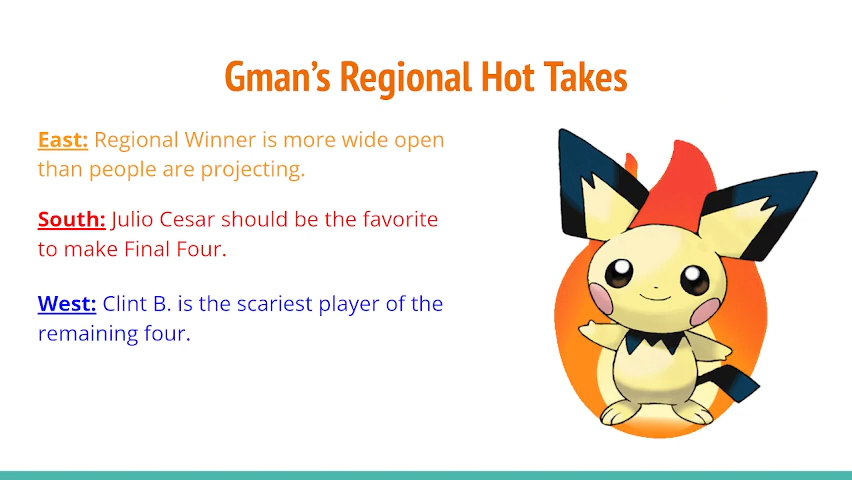 Gman’s Regional Hot Takes
East: Regional Winner is more wide open
than people are projecting.
South: Julio Cesar should be the favorite
to make Final Four.
West: Clint B. is the scariest player of the
remaining four.